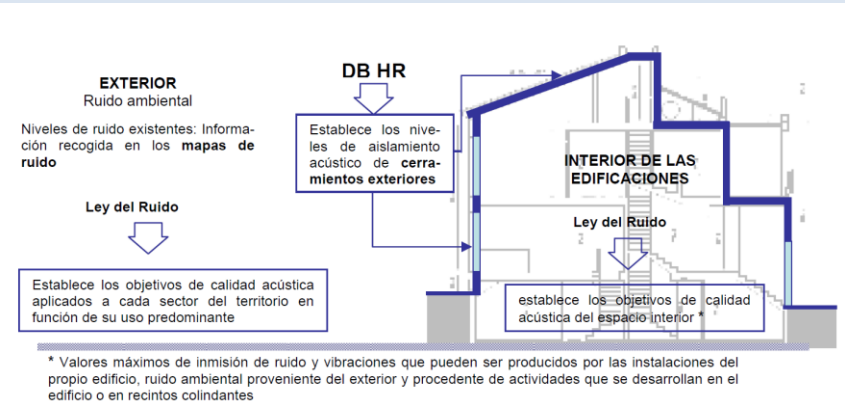 EXTERIOR
Ruido ambiental
Niveles de ruido existentes: Informa-
ción recogida en los mapas de
ruido
Ley del Ruido
Establece los objetivos de calidad acústica
aplicados a cada sector del territorio en
función de su uso predominante
DB HR
Establece los nive-
les de aislamiento
acústico de cerra-
mientos exteriores
INTERIOR DE LAS
EDIFICACIONES
Ley del Ruido
establece los objetivos de calidad
acústica del espacio interior *
* Valores máximos de inmisión de ruido y vibraciones que pueden ser producidos por las instalaciones del
propio edificio, ruido ambiental proveniente del exterior y procedente de actividades que se desarrollan en el
edificio o en recintos colindantes